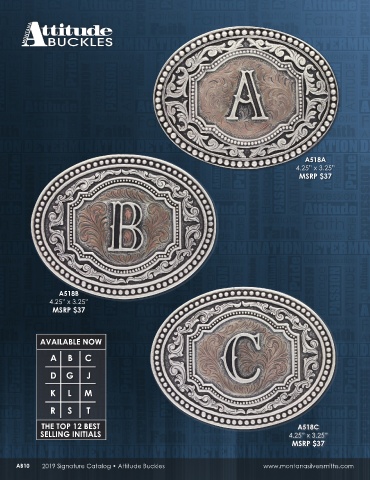 MONTANA
Attitude
BUCKLES
A
A518A
4.25" x 3.25"
MSRP $37
B
A518B
4.25" x 3.25"
MSRP $37
C
A518C
4.25" x 3.25"
MSRP $37
AVAILABLE NOW
A B C
D G J
K L M
R S T
THE TOP 12 BEST
SELLING INITIALS
AB10 2019 Signature Catalog • Attitude Buckles www.montanasilversmiths.com